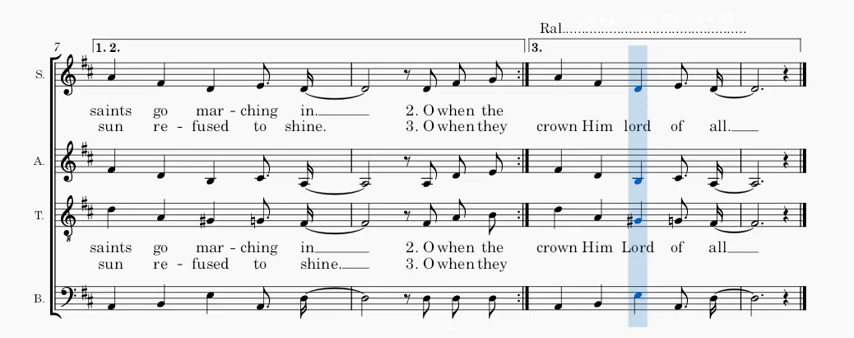 Ral.
7 1. 2. 3.
S.
saints go mar - ching in. 2. O when the
sun re - fused to shine. 3. O when they crown Him lord of all.
A.
T.
saints go mar - ching in 2. O when the crown Him Lord of all
sun re - fused to shine. 3. O when they
B.